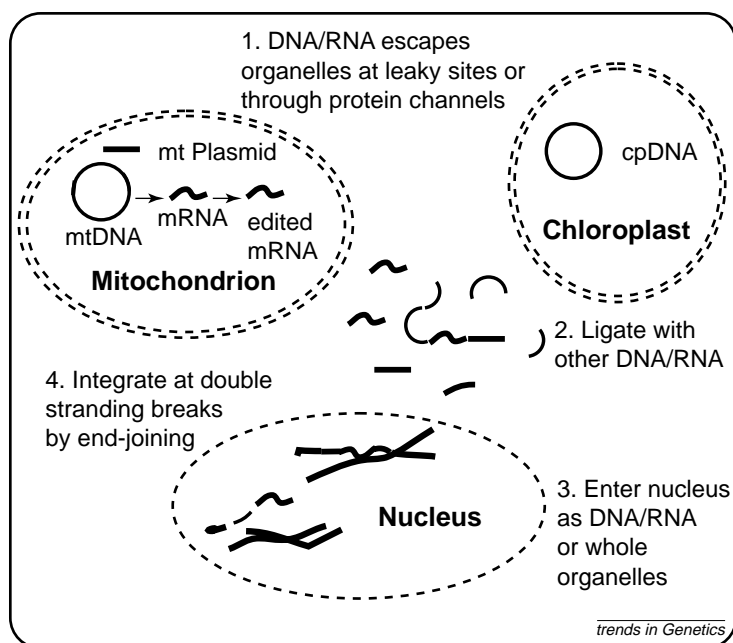 1. DNA/RNA escapes
organelles at leaky sites or
through protein channels
mt Plasmid
mtDNA
mRNA
edited
mRNA
Mitochondrion
cpDNA
Chloroplast
2. Ligate with
other DNA/RNA
4. Integrate at double
stranding breaks
by end-joining
Nucleus
3. Enter nucleus
as DNA/RNA
or whole
organelles
trends in Genetics